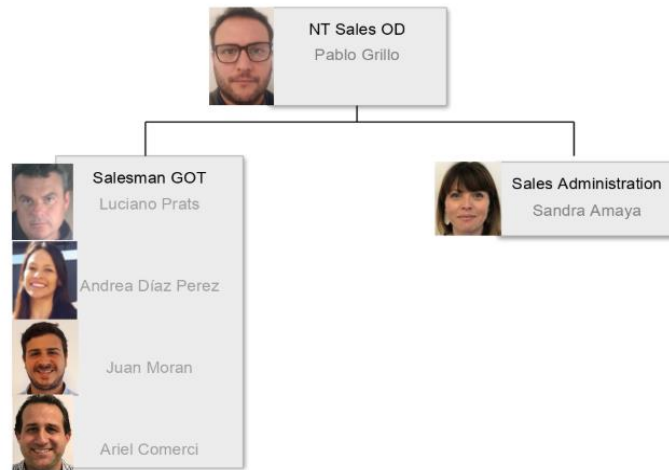 NT Sales OD
Pablo Grillo
Salesman GOT
Luciano Prats
Andrea Díaz Perez
Juan Moran
Ariel Comerci
Sales Administration
Sandra Amaya